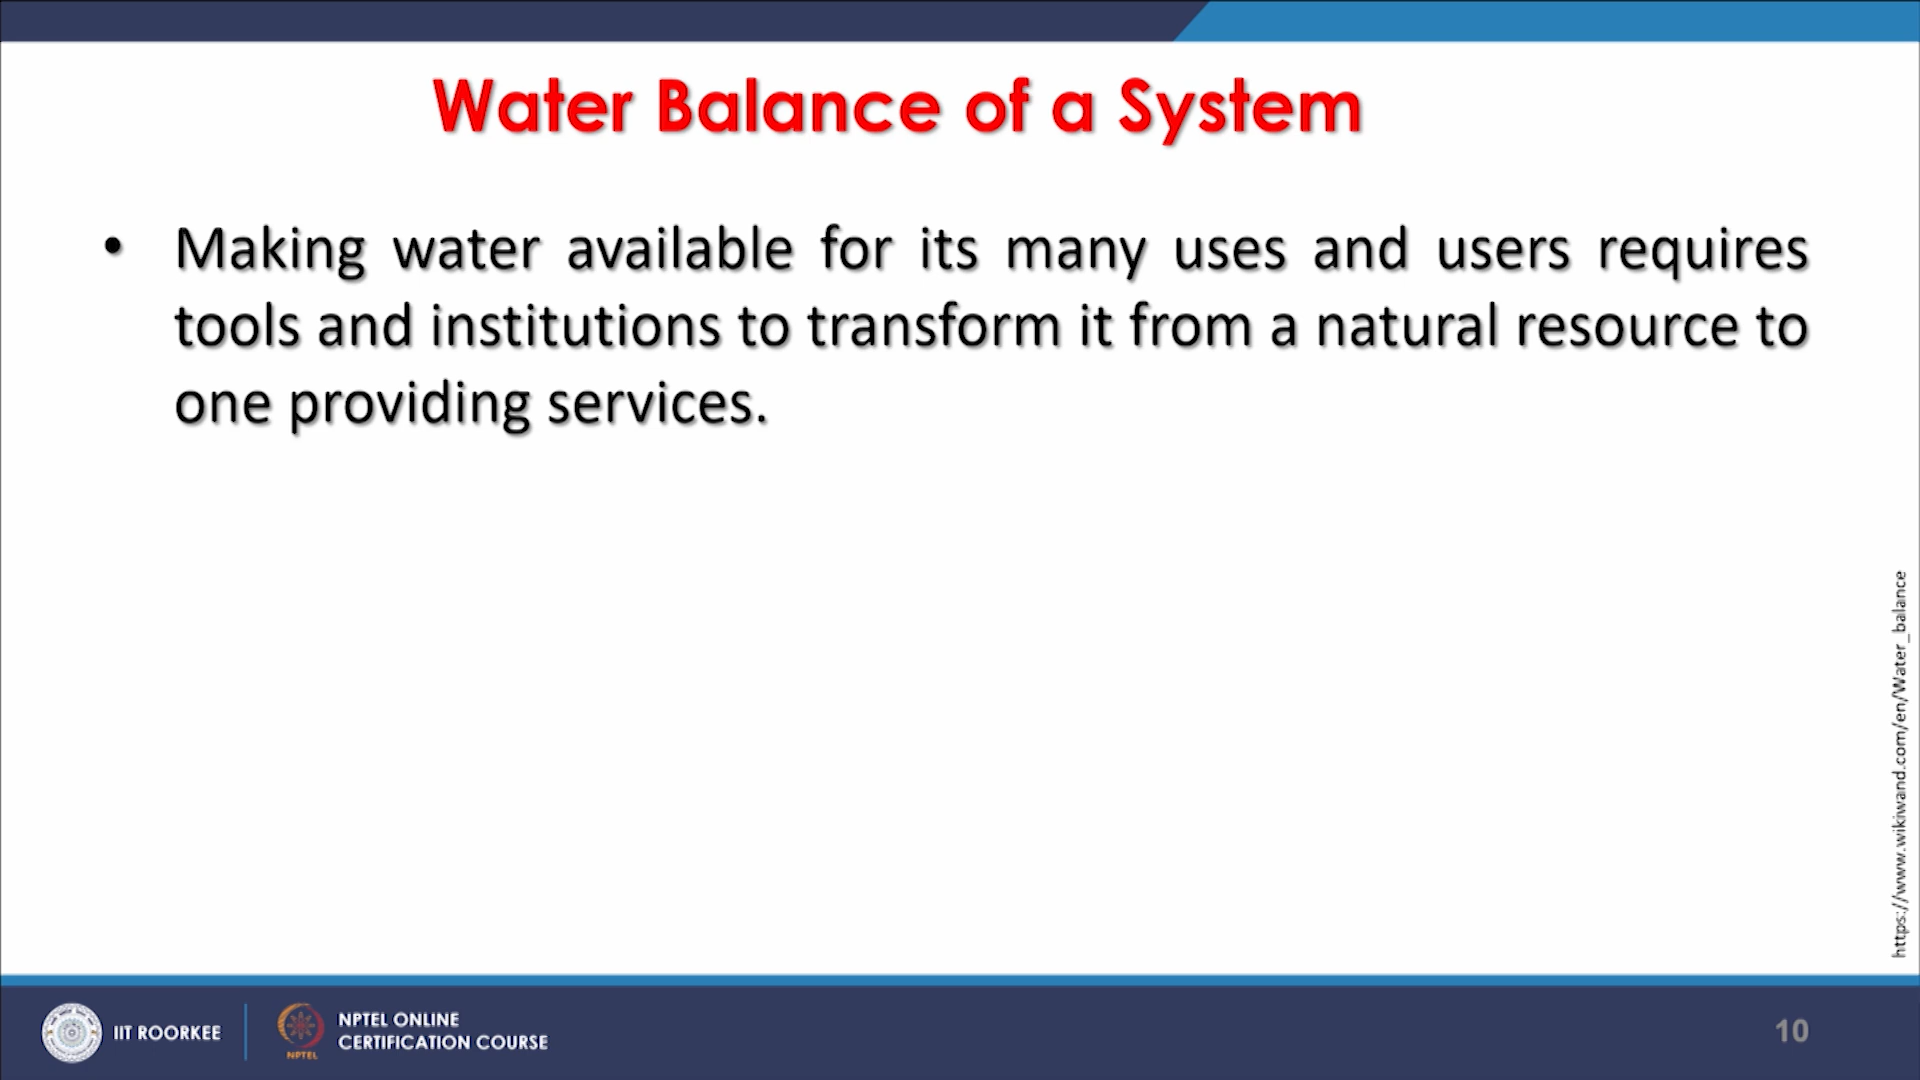 Water Balance of a System
• Making water available for its many uses and users requires
tools and institutions to transform it from a natural resource to
one providing services.
https://www.wikiwand.com/en/Water_balance
IIT ROORKEE
NPTEL
NPTEL ONLINE
CERTIFICATION COURSE
10